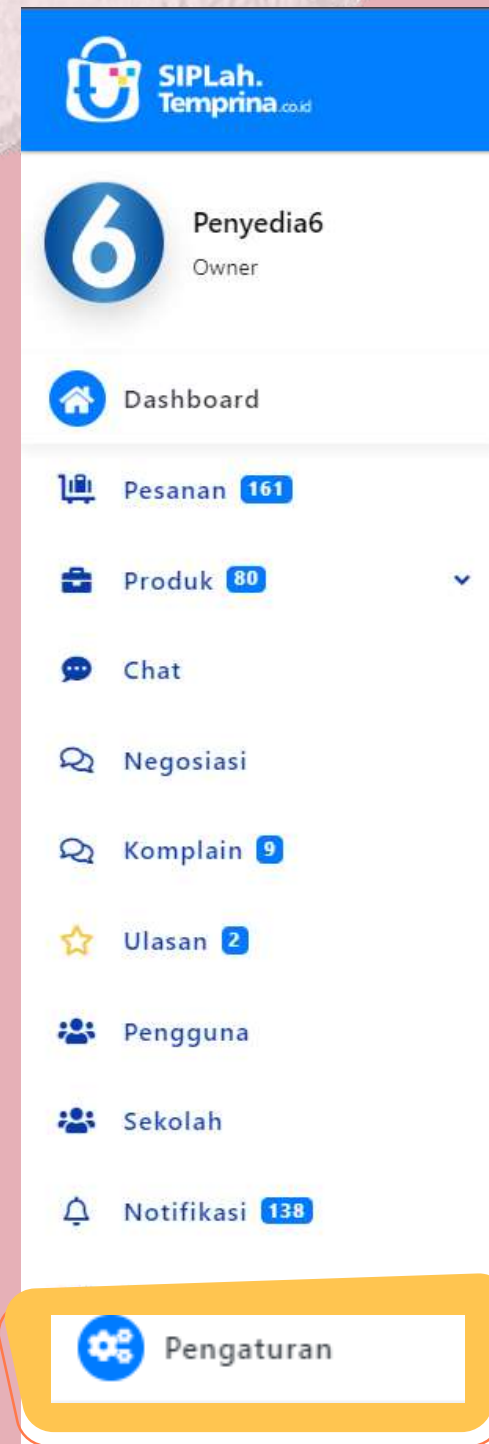 SIPLah.
Temprina.co.id
6
Penyedia6
Owner
Dashboard
Pesanan 161
Produk 80
Chat
Negosiasi
Komplain 9
Ulasan 2
Pengguna
Sekolah
Notifikasi 138
Pengaturan